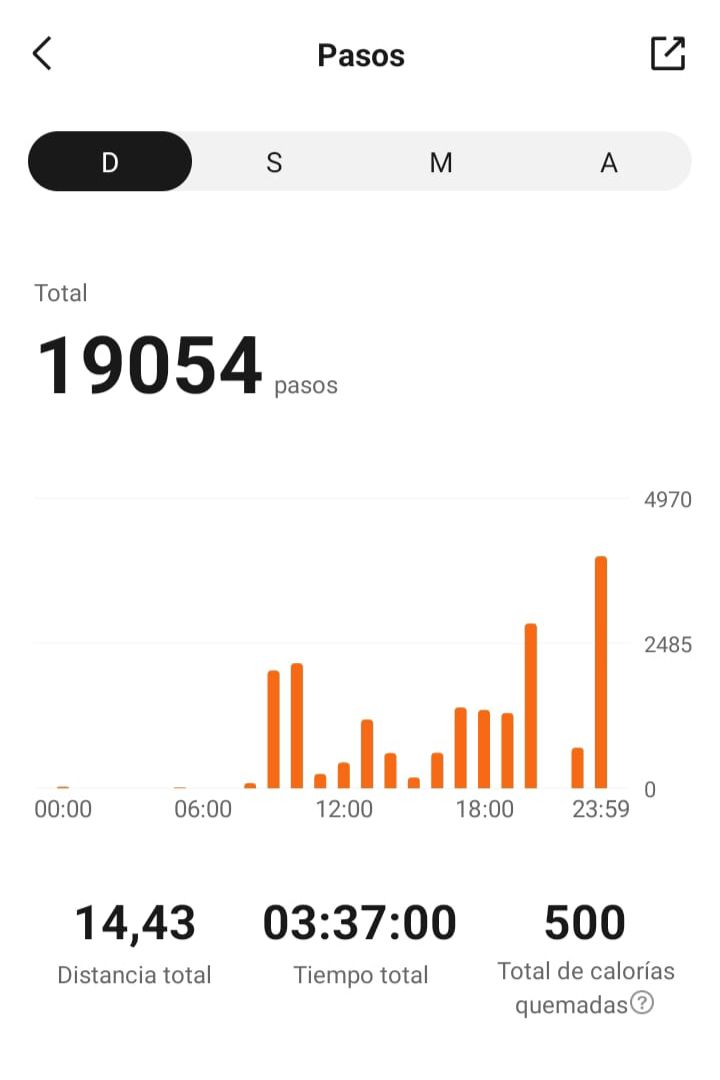 Pasos
D S M A
Total
19054 pasos
4970
2485
0
00:00 06:00 12:00 18:00 23:59
14,43 03:37:00 500
Distancia total Tiempo total Total de calorías
quemadas?